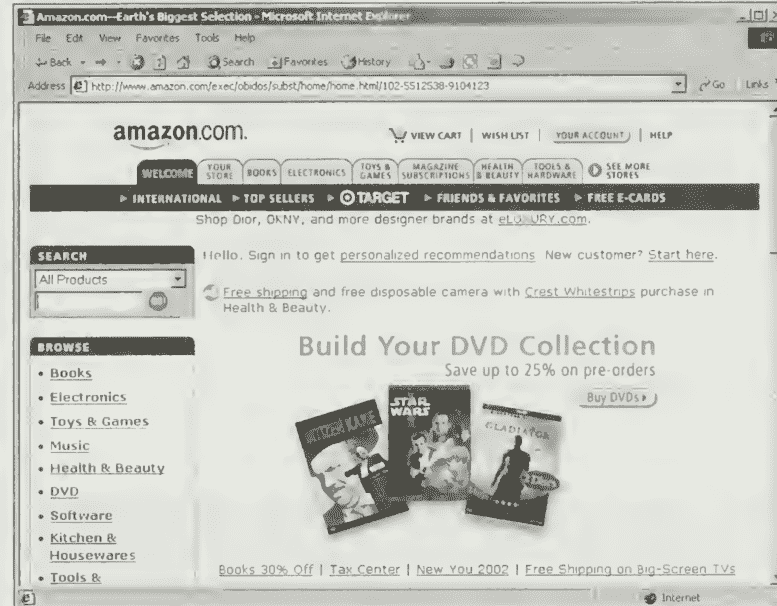 Amazon.com--Earth's Biggest Selection - Microsoft Internet Explorer
File Edit View Favorites Tools Help
Back Search Favorites History
Address http://www.amazon.com/exec/obidos/subst/home/home.html/102-5512538-9104123 Go Links
amazon.com.
VIEW CART | WISH LIST | YOUR ACCOUNT | HELP
WELCOME YOUR STORE BOOKS ELECTRONICS TOYS & GAMES MAGAZINE SUBSCRIPTIONS HEALTH & BEAUTY TOOLS & HARDWARE SEE MORE STORES
INTERNATIONAL TOP SELLERS TARGET FRIENDS & FAVORITES FREE E-CARDS
Shop Dior, DKNY, and more designer brands at eLUXURY.com.
SEARCH
All Products
Hello. Sign in to get personalized recommendations New customer? Start here.
Free shipping and free disposable camera with Crest Whitestrips purchase in
Health & Beauty.
BROWSE
• Books
• Electronics
• Toys & Games
• Music
• Health & Beauty
• DVD
• Software
• Kitchen &
Housewares
• Tools &
Build Your DVD Collection
Save up to 25% on pre-orders
Buy DVDs
CITIZEN KANE
STAR
WARS
GLADIATOR
Books 30% Off | Tax Center | New You 2002 | Free Shipping on Big-Screen TVs
Internet